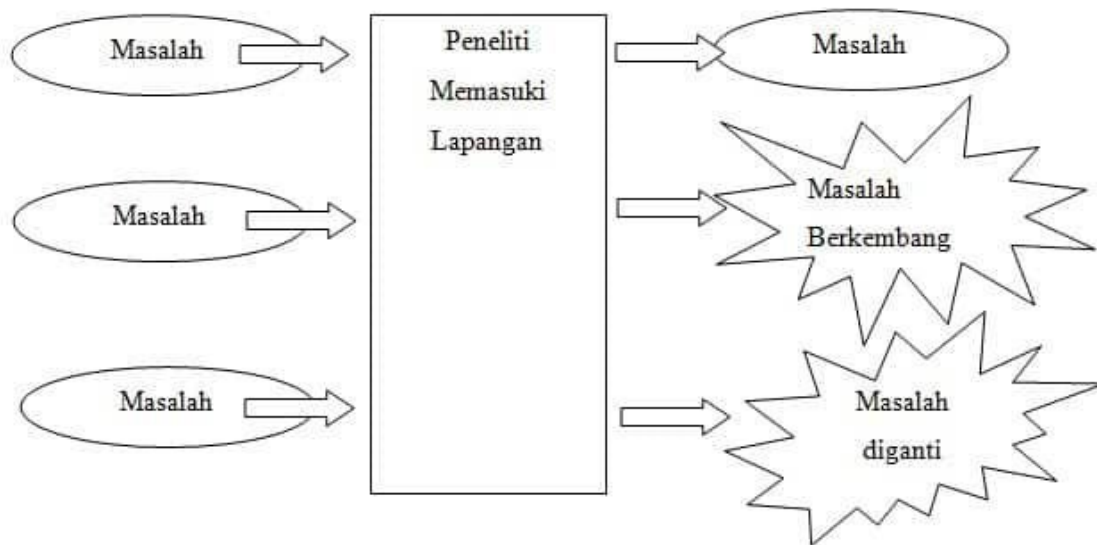 Masalah
Peneliti
Memasuki
Lapangan
Masalah
Masalah
Masalah
Berkembang
Masalah
Masalah
diganti